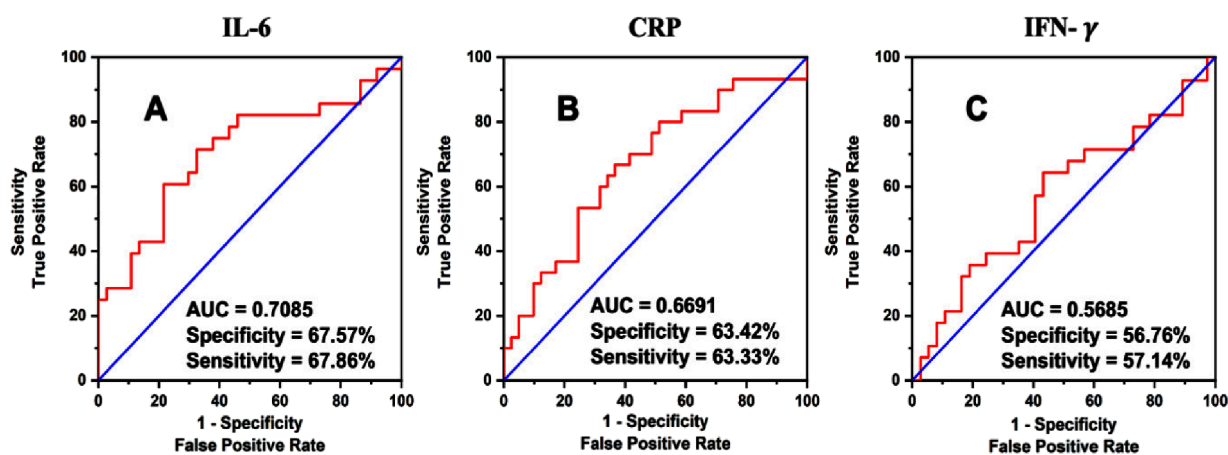 IL-6
A
100
80
60
40
20
0
Sensitivity
True Positive Rate
AUC = 0.7085
Specificity = 67.57%
Sensitivity = 67.86%
0 20 40 60 80 100
1 - Specificity
False Positive Rate
CRP
B
100
80
60
40
20
0
Sensitivity
True Positive Rate
AUC = 0.6691
Specificity = 63.42%
Sensitivity = 63.33%
0 20 40 60 80 100
1 - Specificity
False Positive Rate
IFN- γ
C
100
80
60
40
20
0
Sensitivity
True Positive Rate
AUC = 0.5685
Specificity = 56.76%
Sensitivity = 57.14%
0 20 40 60 80 100
1 - Specificity
False Positive Rate